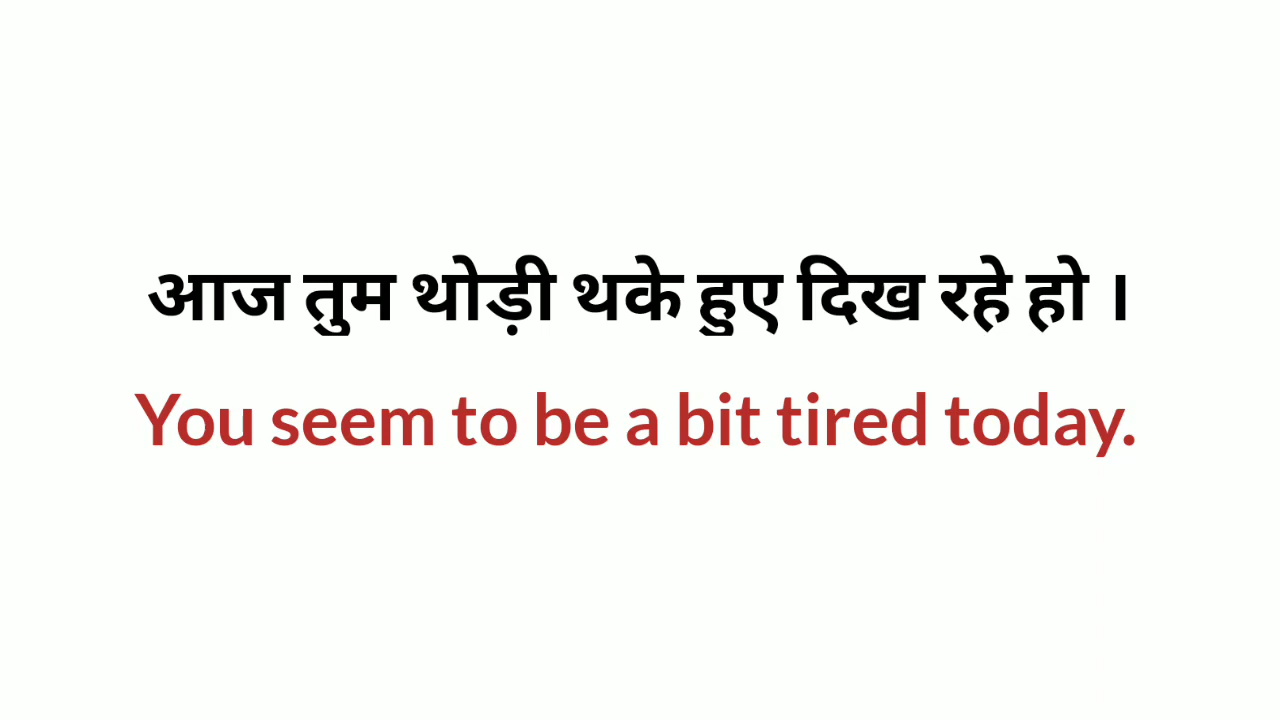 आज तुम थोड़ी थके हुए दिख रहे हो ।
You seem to be a bit tired today.